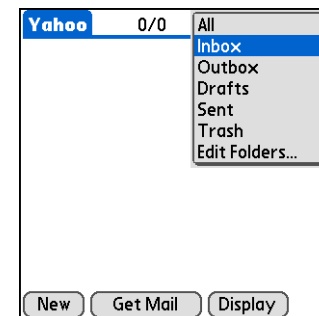 Yahoo 0/0 All
Inbox
Outbox
Drafts
Sent
Trash
Edit Folders...
New Get Mail Display